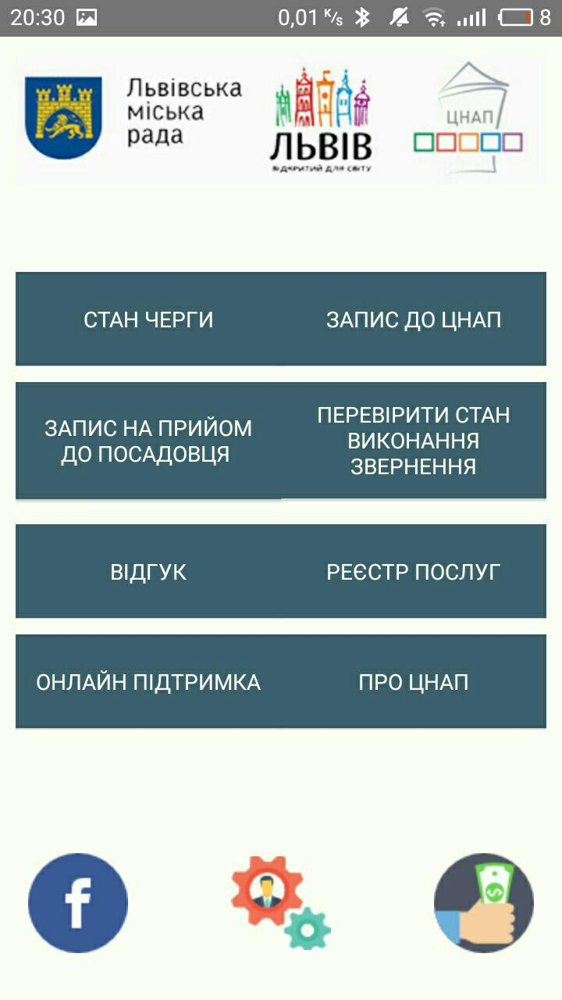 20:30 0,01 К/s 8
Львівська
міська
рада
ЛЬВІВ
ВІДКРИТИЙ ДЛЯ СВІТУ
ЦНАП
СТАН ЧЕРГИ
ЗАПИС ДО ЦНАП
ЗАПИС НА ПРИЙОМ
ДО ПОСАДОВЦЯ
ПЕРЕВІРИТИ СТАН
ВИКОНАННЯ
ЗВЕРНЕННЯ
ВІДГУК
РЕЄСТР ПОСЛУГ
ОНЛАЙН ПІДТРИМКА
ПРО ЦНАП
f